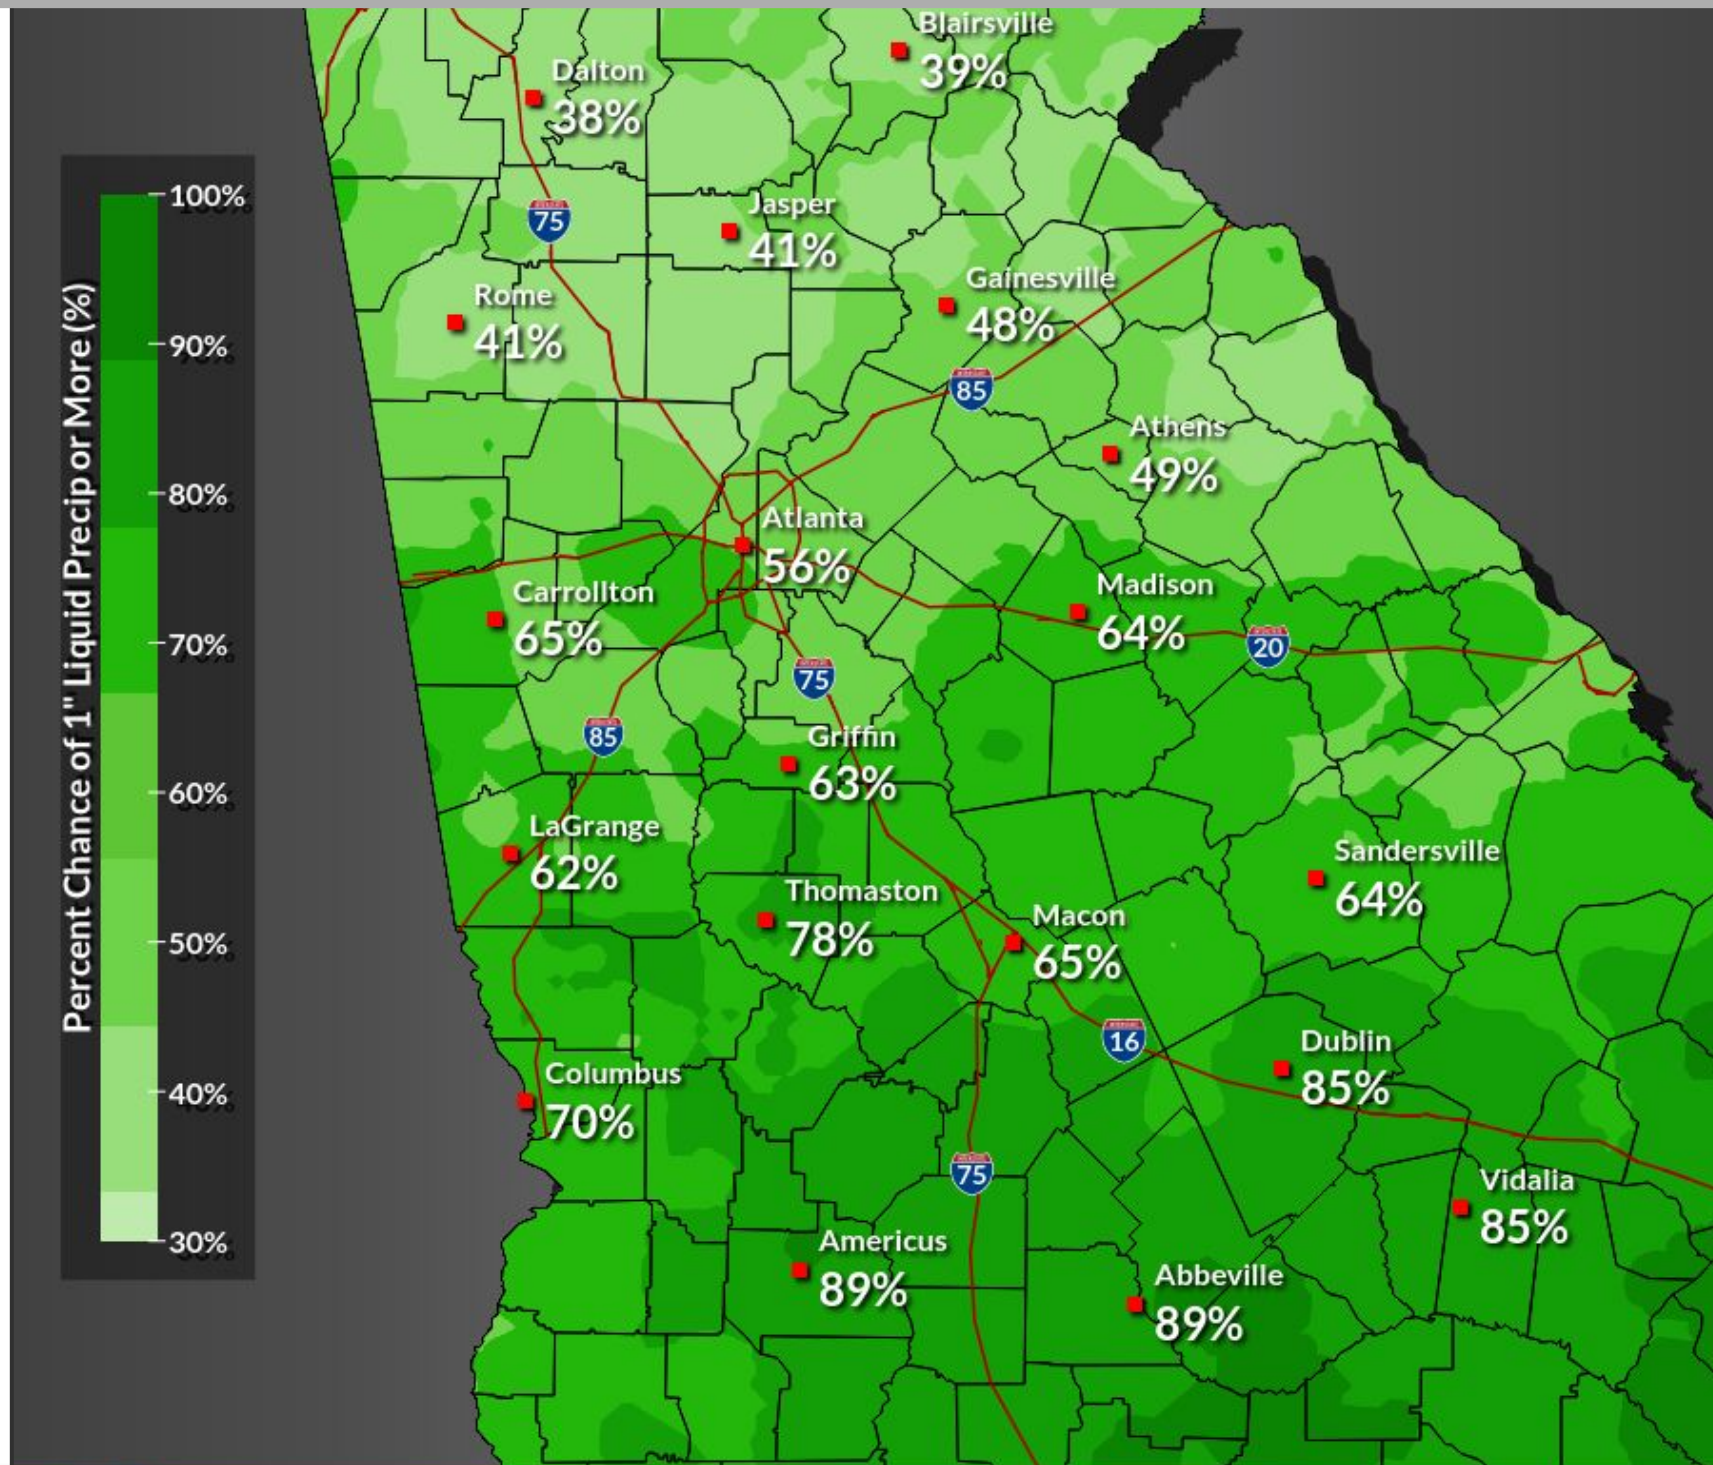 Blairsville
39%
Dalton
38%
100%
Jasper
41%
75
Gainesville
48%
Rome
41%
90%
85
Athens
49%
80%
Atlanta
56%
Carrollton
65%
Madison
64%
20
70%
75
85
Griffin
63%
60%
LaGrange
62%
Sandersville
64%
Thomaston
78%
Macon
65%
50%
16
Dublin
85%
Columbus
70%
40%
75
Vidalia
85%
Americus
89%
Abbeville
89%
30%
Percent Chance of 1" Liquid Precip or More (%)